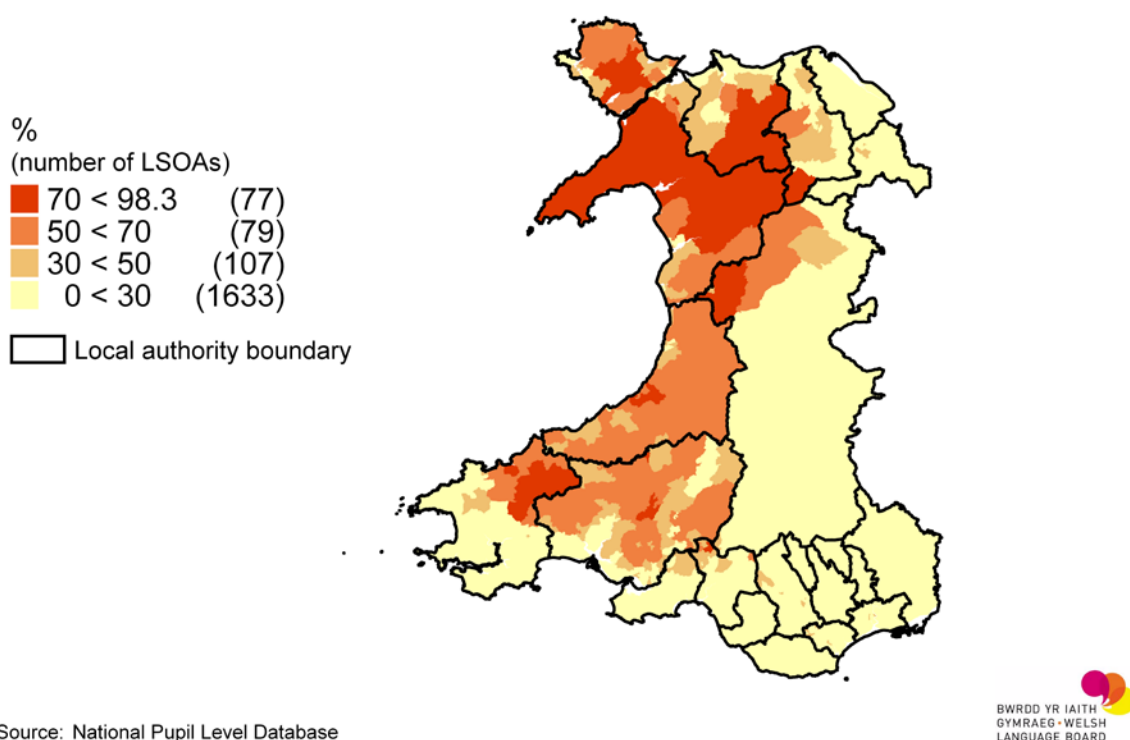 %
(number of LSOAs)
70 < 98.3 (77)
50 < 70 (79)
30 < 50 (107)
0 < 30 (1633)
Local authority boundary
Source: National Pupil Level Database
BWRDD YR IAITH
GYMRAEG • WELSH
LANGUAGE BOARD